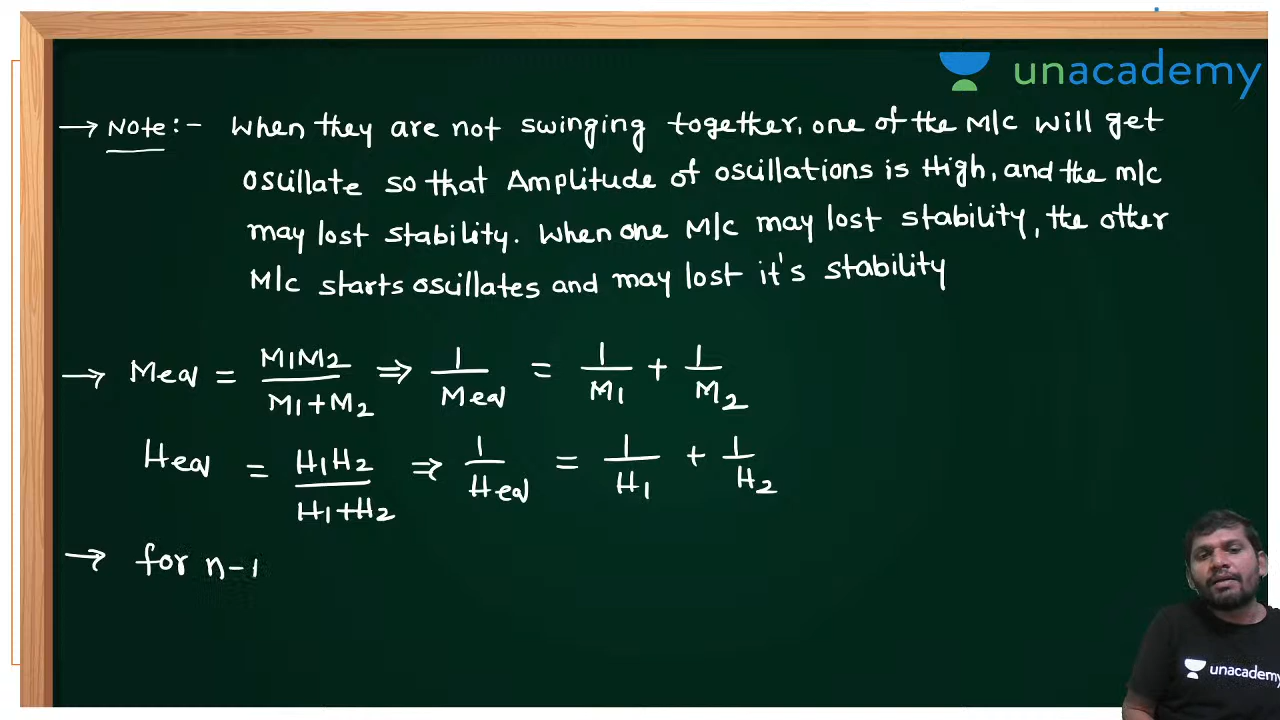 unacademy
→ Note:- When they are not swinging together, one of the M/c will get
oscillate so that Amplitude of oscillations is High, and the m/c
may lost stability. When one M/c may lost stability, the other
M/c starts oscillates and may lost it's stability
→ Meq = M1M2 / M1+M2 ⇒ 1/Meq = 1/M1 + 1/M2
Heq = H1H2 / H1+H2 ⇒ 1/Heq = 1/H1 + 1/H2
→ for n-1
unacademy